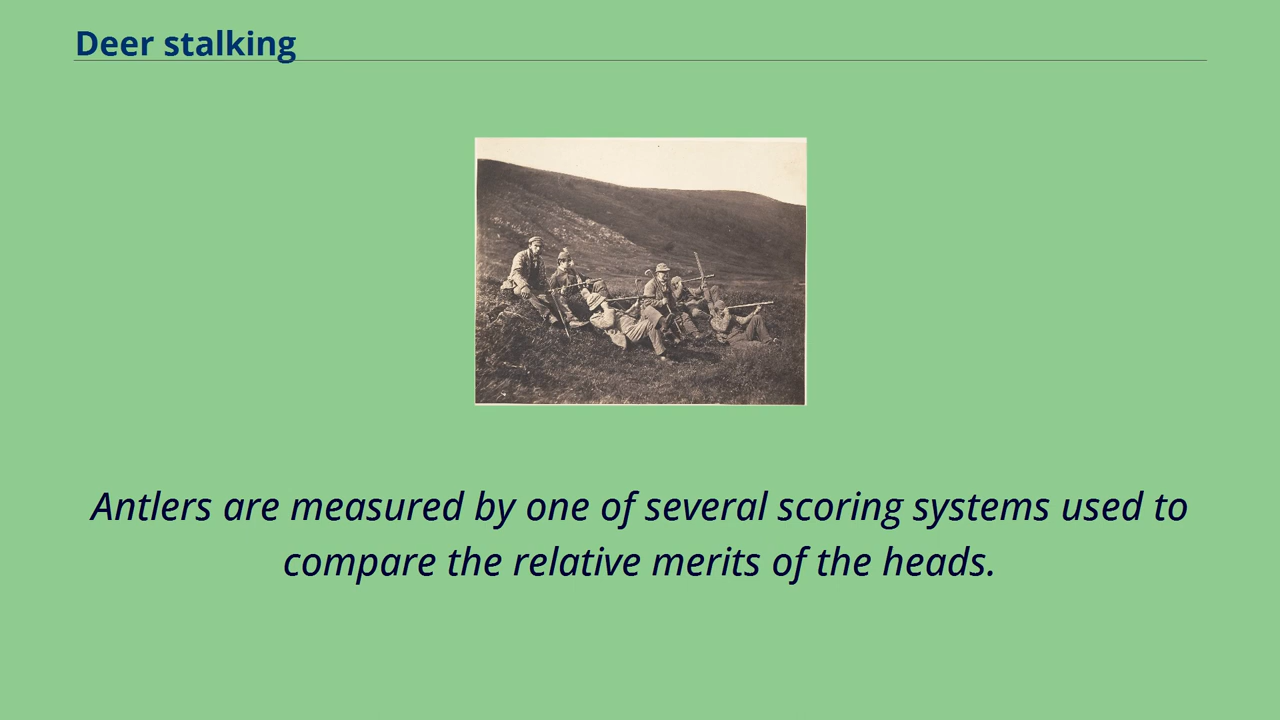 Deer stalking
Antlers are measured by one of several scoring systems used to
compare the relative merits of the heads.